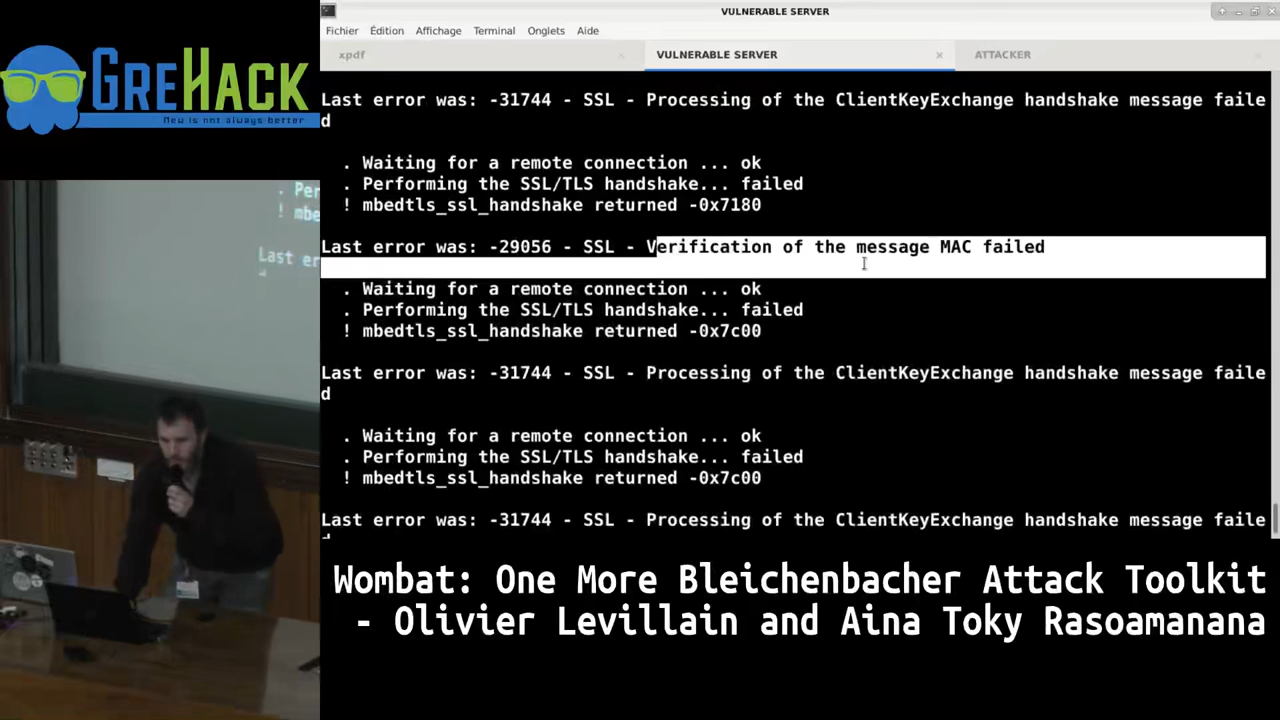 GREHACK
New is not always better
VULNERABLE SERVER
Fichier Édition Affichage Terminal Onglets Aide
xpdf VULNERABLE SERVER ATTACKER
Last error was: -31744 - SSL - Processing of the ClientKeyExchange handshake message faile
d
. Waiting for a remote connection ... ok
. Performing the SSL/TLS handshake... failed
! mbedtls_ssl_handshake returned -0x7180
Last error was: -29056 - SSL - Verification of the message MAC failed
. Waiting for a remote connection ... ok
. Performing the SSL/TLS handshake... failed
! mbedtls_ssl_handshake returned -0x7c00
Last error was: -31744 - SSL - Processing of the ClientKeyExchange handshake message faile
d
. Waiting for a remote connection ... ok
. Performing the SSL/TLS handshake... failed
! mbedtls_ssl_handshake returned -0x7c00
Last error was: -31744 - SSL - Processing of the ClientKeyExchange handshake message faile
d
. Per
! mbe
Last er
Wombat: One More Bleichenbacher Attack Toolkit
- Olivier Levillain and Aina Toky Rasoamanana